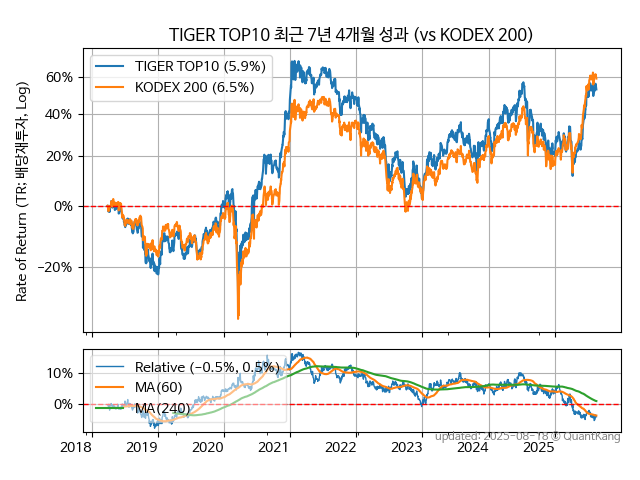 TIGER TOP10 최근 7년 4개월 성과 (vs KODEX 200)
TIGER TOP10 (5.9%)
KODEX 200 (6.5%)
Rate of Return (TR: 배당재투자, Log)
60%
40%
20%
0%
−20%
Relative (−0.5%, 0.5%)
MA(60)
MA(240)
10%
0%
2018 2019 2020 2021 2022 2023 2024 2025
updated: 2025-08-18 @ QuantKang